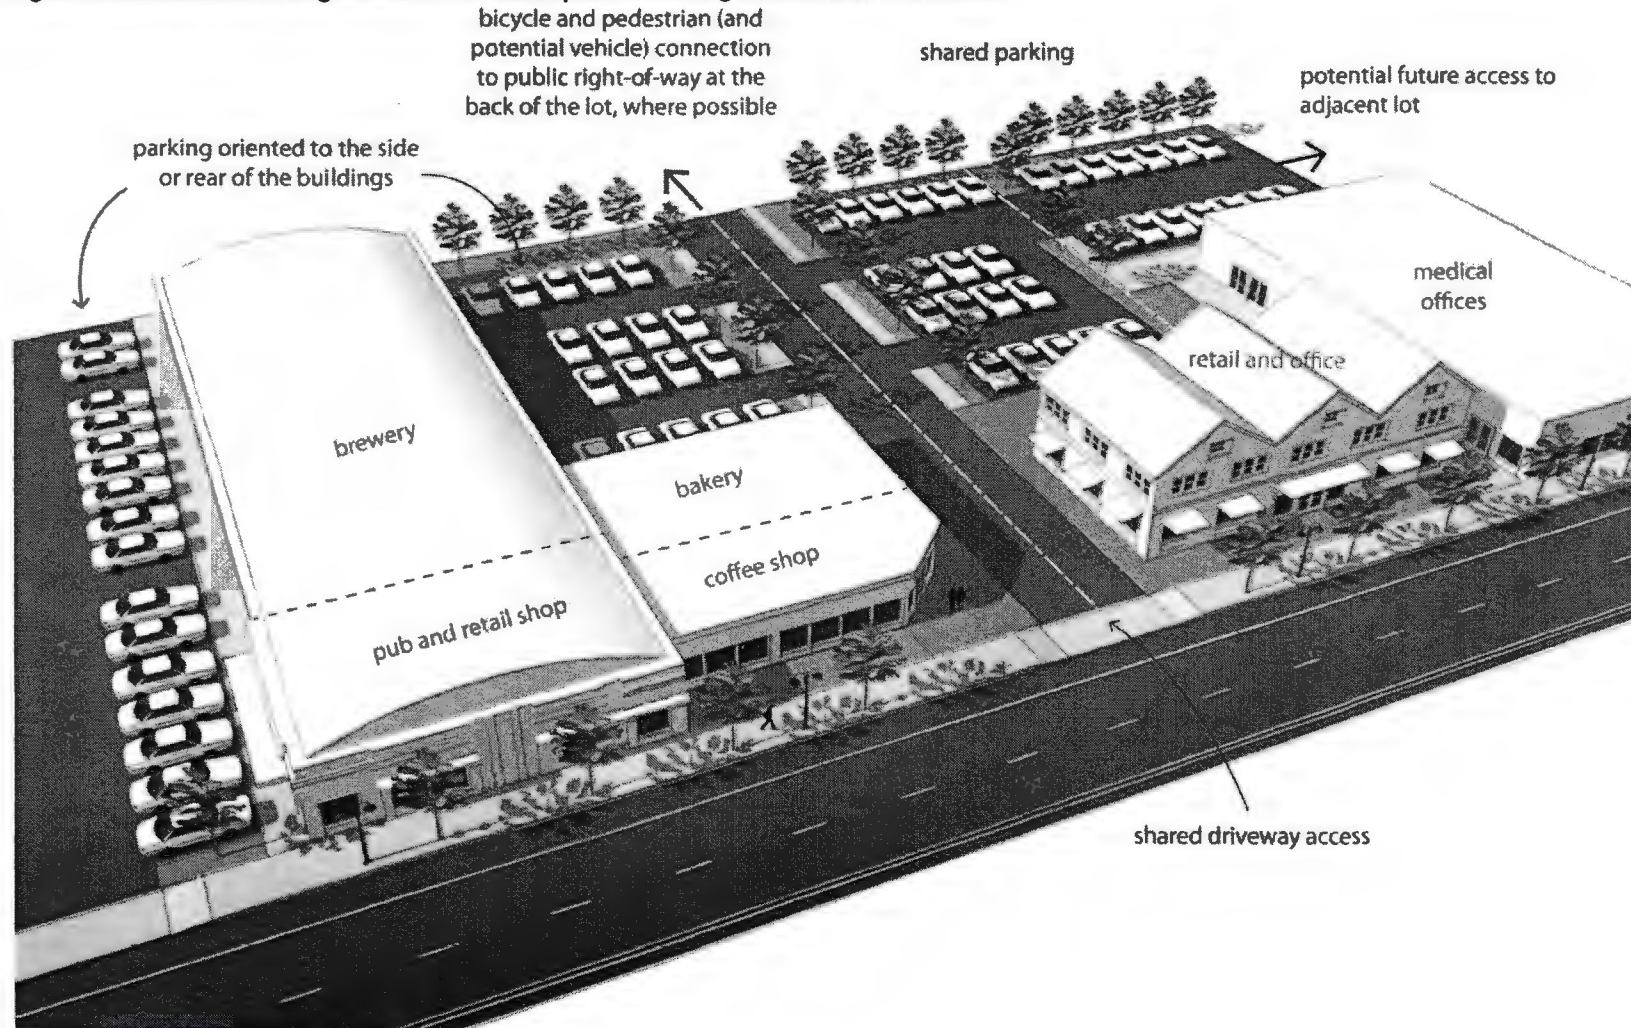 bicycle and pedestrian (and
potential vehicle) connection
to public right-of-way at the
back of the lot, where possible
shared parking
potential future access to
adjacent lot
parking oriented to the side
or rear of the buildings
medical
offices
retail and office
brewery
bakery
coffee shop
pub and retail shop
shared driveway access